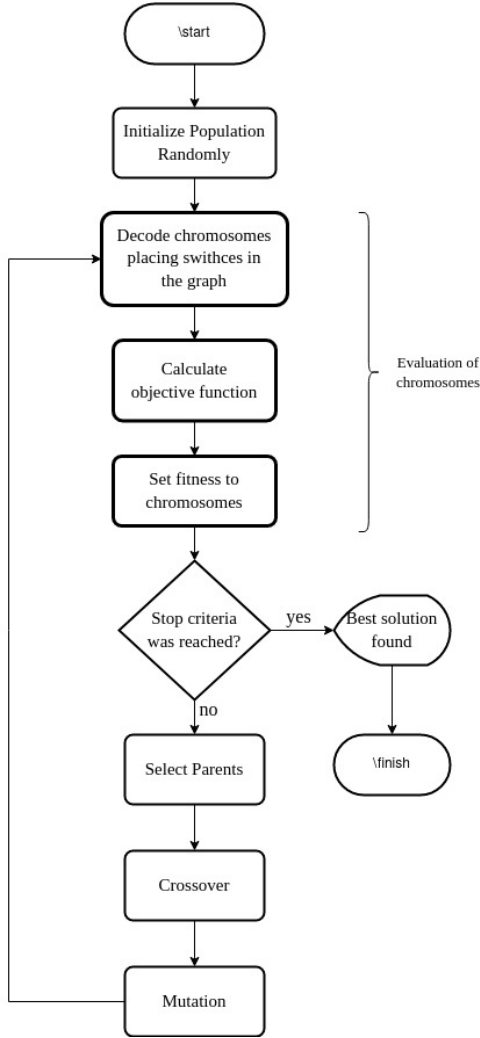 \start
Initialize Population
Randomly
Decode chromosomes
placing swithces in
the graph
Calculate
objective function
Evaluation of
chromosomes
Set fitness to
chromosomes
Stop criteria
was reached?
yes
Best solution
found
no
Select Parents
\finish
Crossover
Mutation